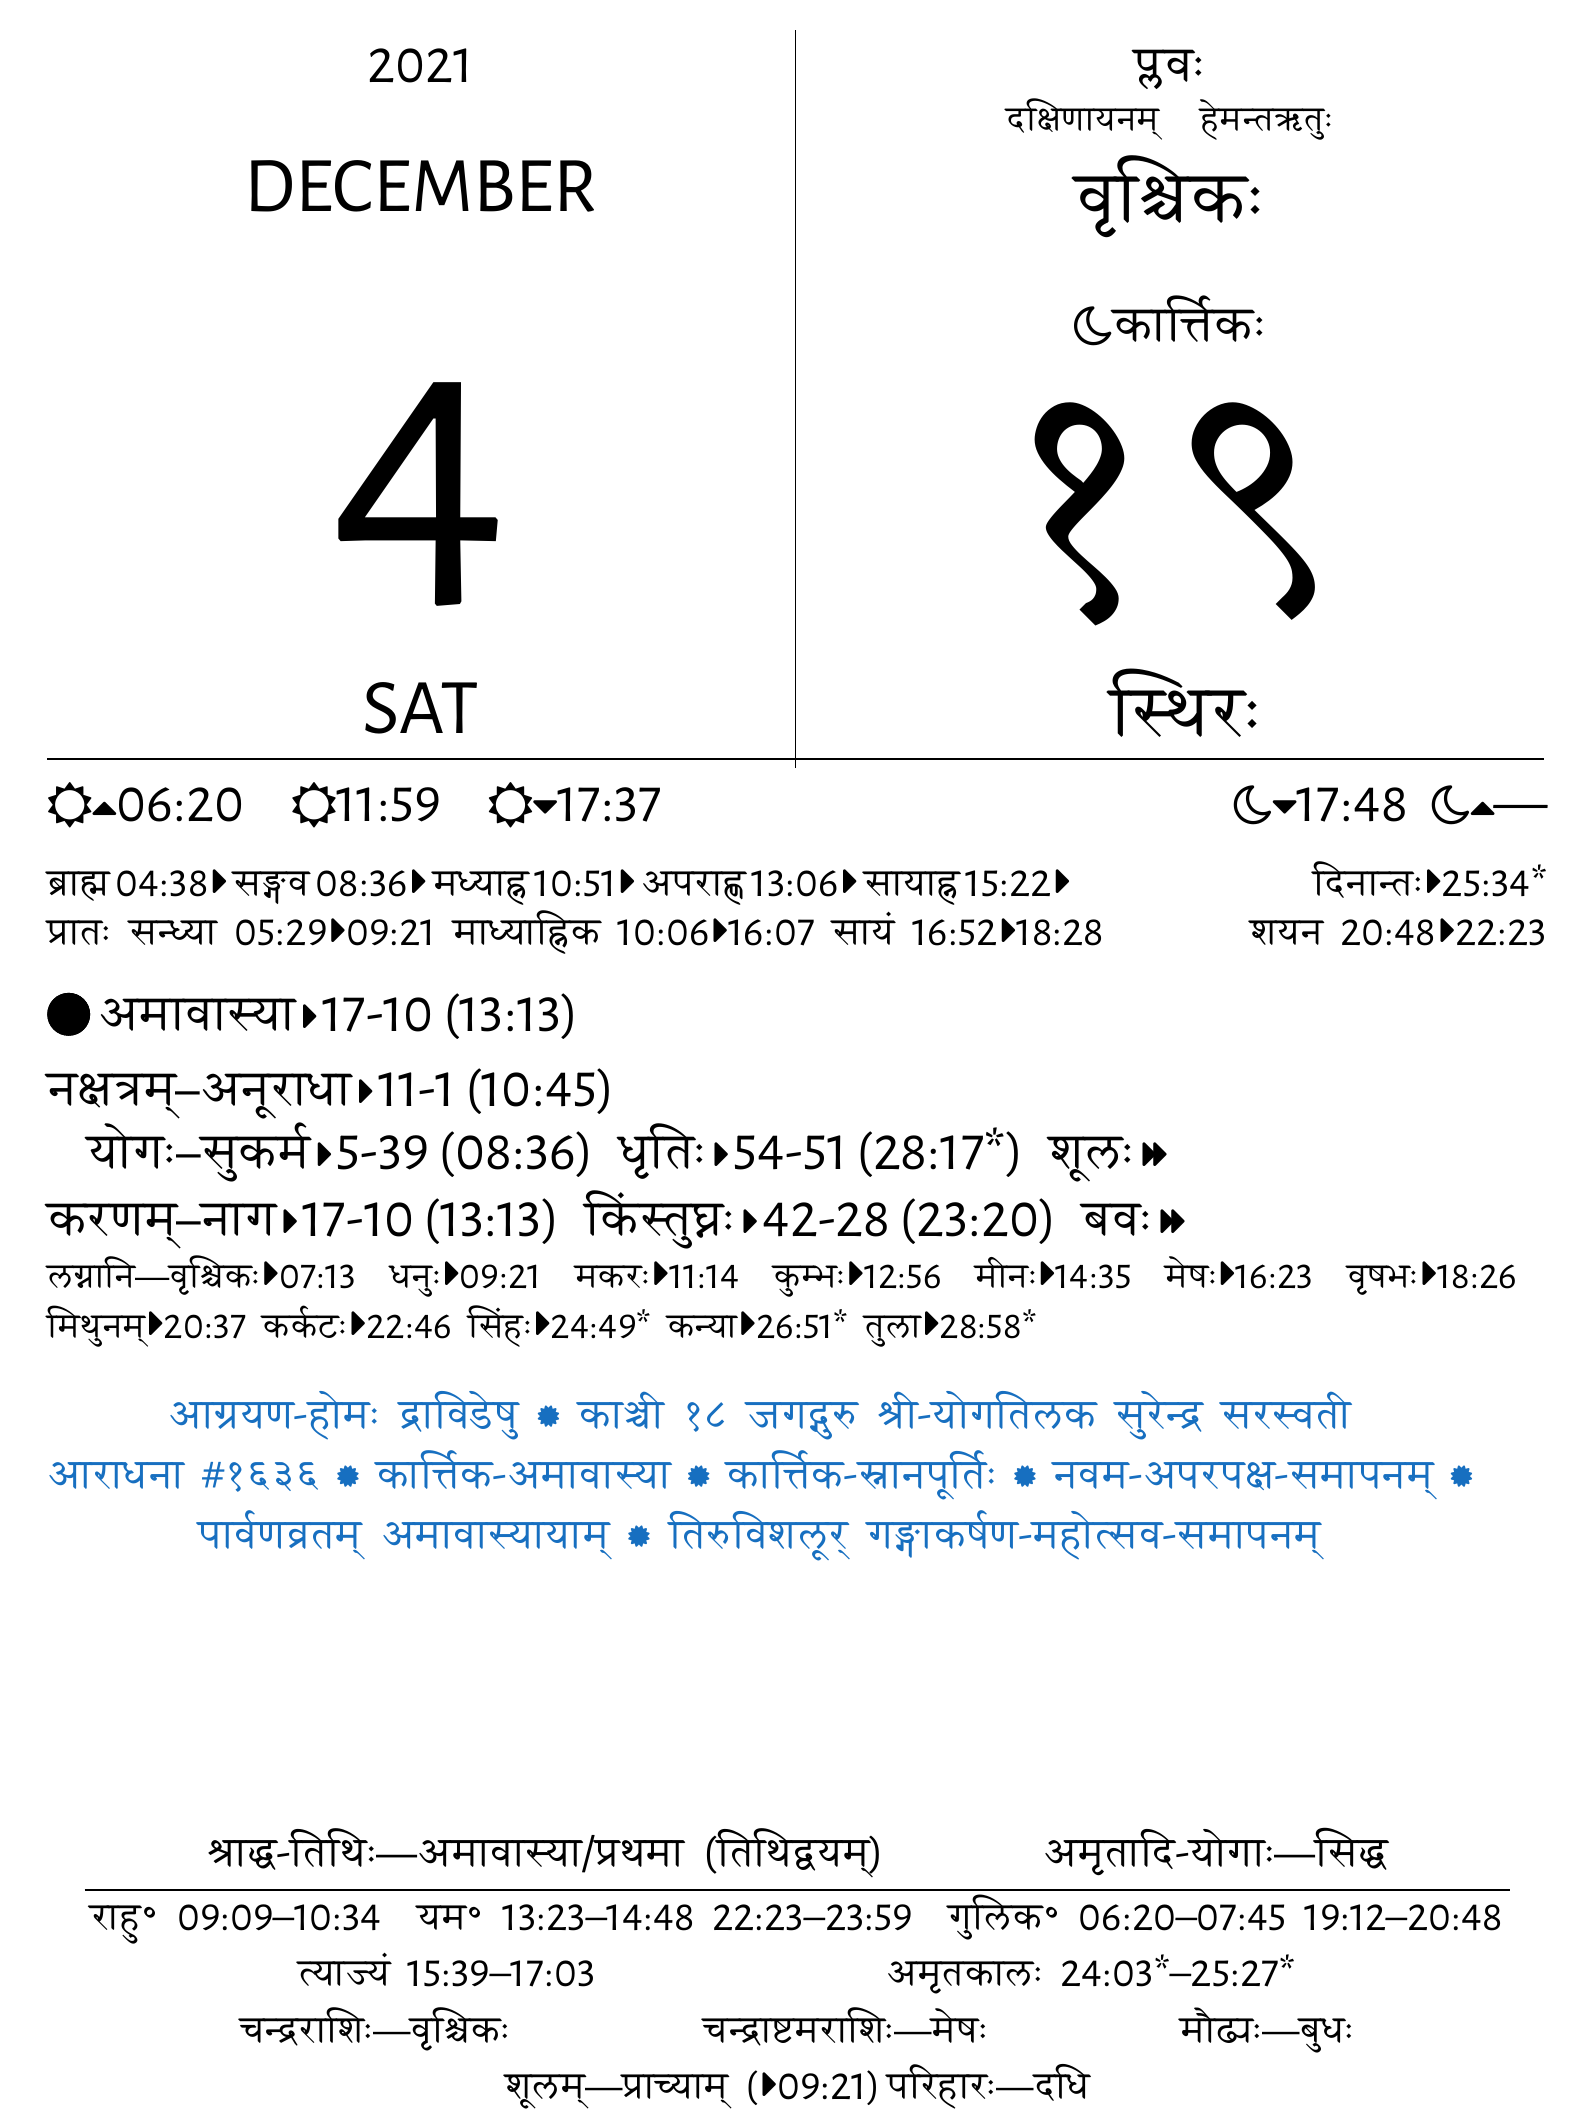 2021
DECEMBER
4
SAT
प्लवः
दक्षिणायनम् हेमन्तऋतुः
वृश्चिकः
कार्त्तिकः
१९
स्थिरः
06:20 11:59 17:37 17:48 —
ब्राह्म 04:38 सङ्गव 08:36 मध्याह्न 10:51 अपराह्ण 13:06 सायाह्न 15:22 दिनान्तः 25:34*
प्रातः सन्ध्या 05:29 09:21 माध्याह्निक 10:06 16:07 सायं 16:52 18:28 शयन 20:48 22:23
अमावास्या 17-10 (13:13)
नक्षत्रम्–अनूराधा 11-1 (10:45)
योगः–सुकर्म 5-39 (08:36) धृतिः 54-51 (28:17*) शूलः
करणम्–नाग 17-10 (13:13) किंस्तुघ्नः 42-28 (23:20) बवः
लग्नानि—वृश्चिकः 07:13 धनुः 09:21 मकरः 11:14 कुम्भः 12:56 मीनः 14:35 मेषः 16:23 वृषभः 18:26
मिथुनम् 20:37 कर्कटः 22:46 सिंहः 24:49* कन्या 26:51* तुला 28:58*
आग्रयण-होमः द्राविडेषु ✹ काञ्ची १८ जगद्गुरु श्री-योगतिलक सुरेन्द्र सरस्वती
आराधना #१६३६ ✹ कार्त्तिक-अमावास्या ✹ कार्त्तिक-स्नानपूर्तिः ✹ नवम-अपरपक्ष-समापनम् ✹
पार्वणव्रतम् अमावास्यायाम् ✹ तिरुविशलूर् गङ्गाकर्षण-महोत्सव-समापनम्
श्राद्ध-तिथिः—अमावास्या/प्रथमा (तिथिद्वयम्) अमृतादि-योगाः—सिद्ध
राहु° 09:09–10:34 यम° 13:23–14:48 22:23–23:59 गुलिक° 06:20–07:45 19:12–20:48
त्याज्यं 15:39–17:03 अमृतकालः 24:03*–25:27*
चन्द्रराशिः—वृश्चिकः चन्द्राष्टमराशिः—मेषः मौढ्यः—बुधः
शूलम्—प्राच्याम् (09:21) परिहारः—दधि